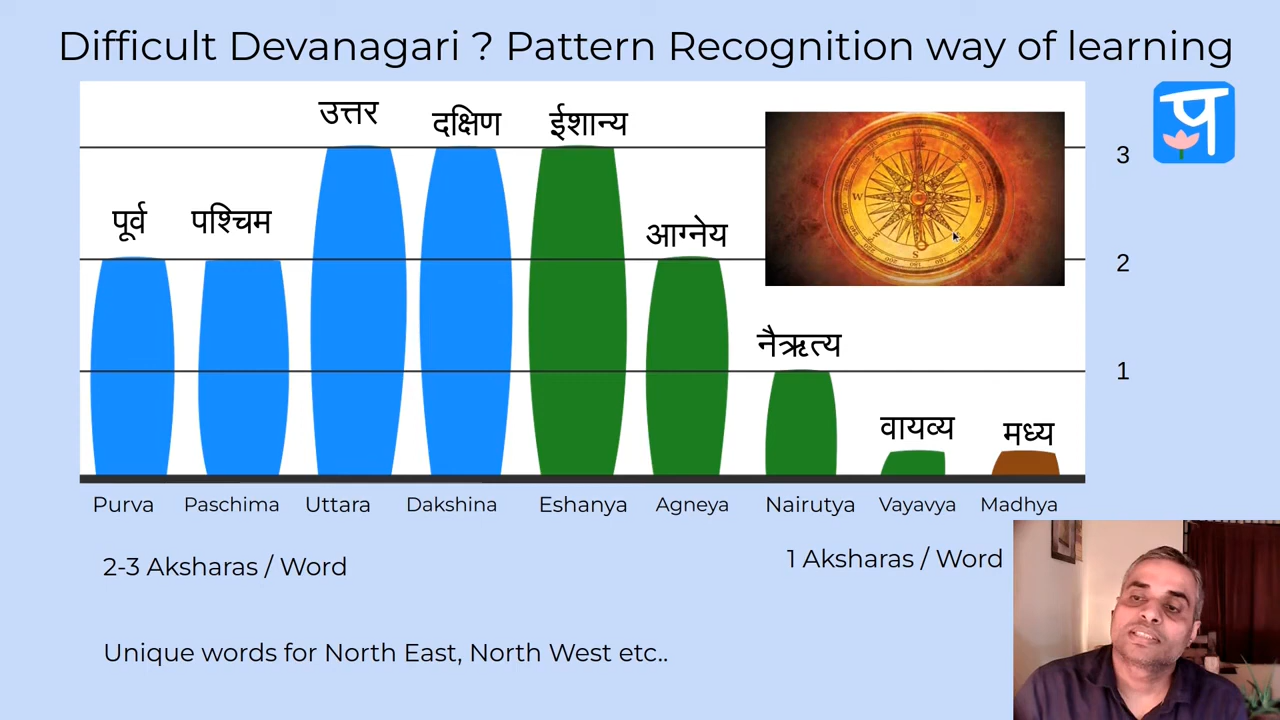 Difficult Devanagari ? Pattern Recognition way of learning
प
उत्तर दक्षिण ईशान्य
3
पूर्व पश्चिम आग्नेय
2
नैऋत्य
1
वायव्य मध्य
Purva Paschima Uttara Dakshina Eshanya Agneya Nairutya Vayavya Madhya
2-3 Aksharas / Word
1 Aksharas / Word
Unique words for North East, North West etc..
W E
S